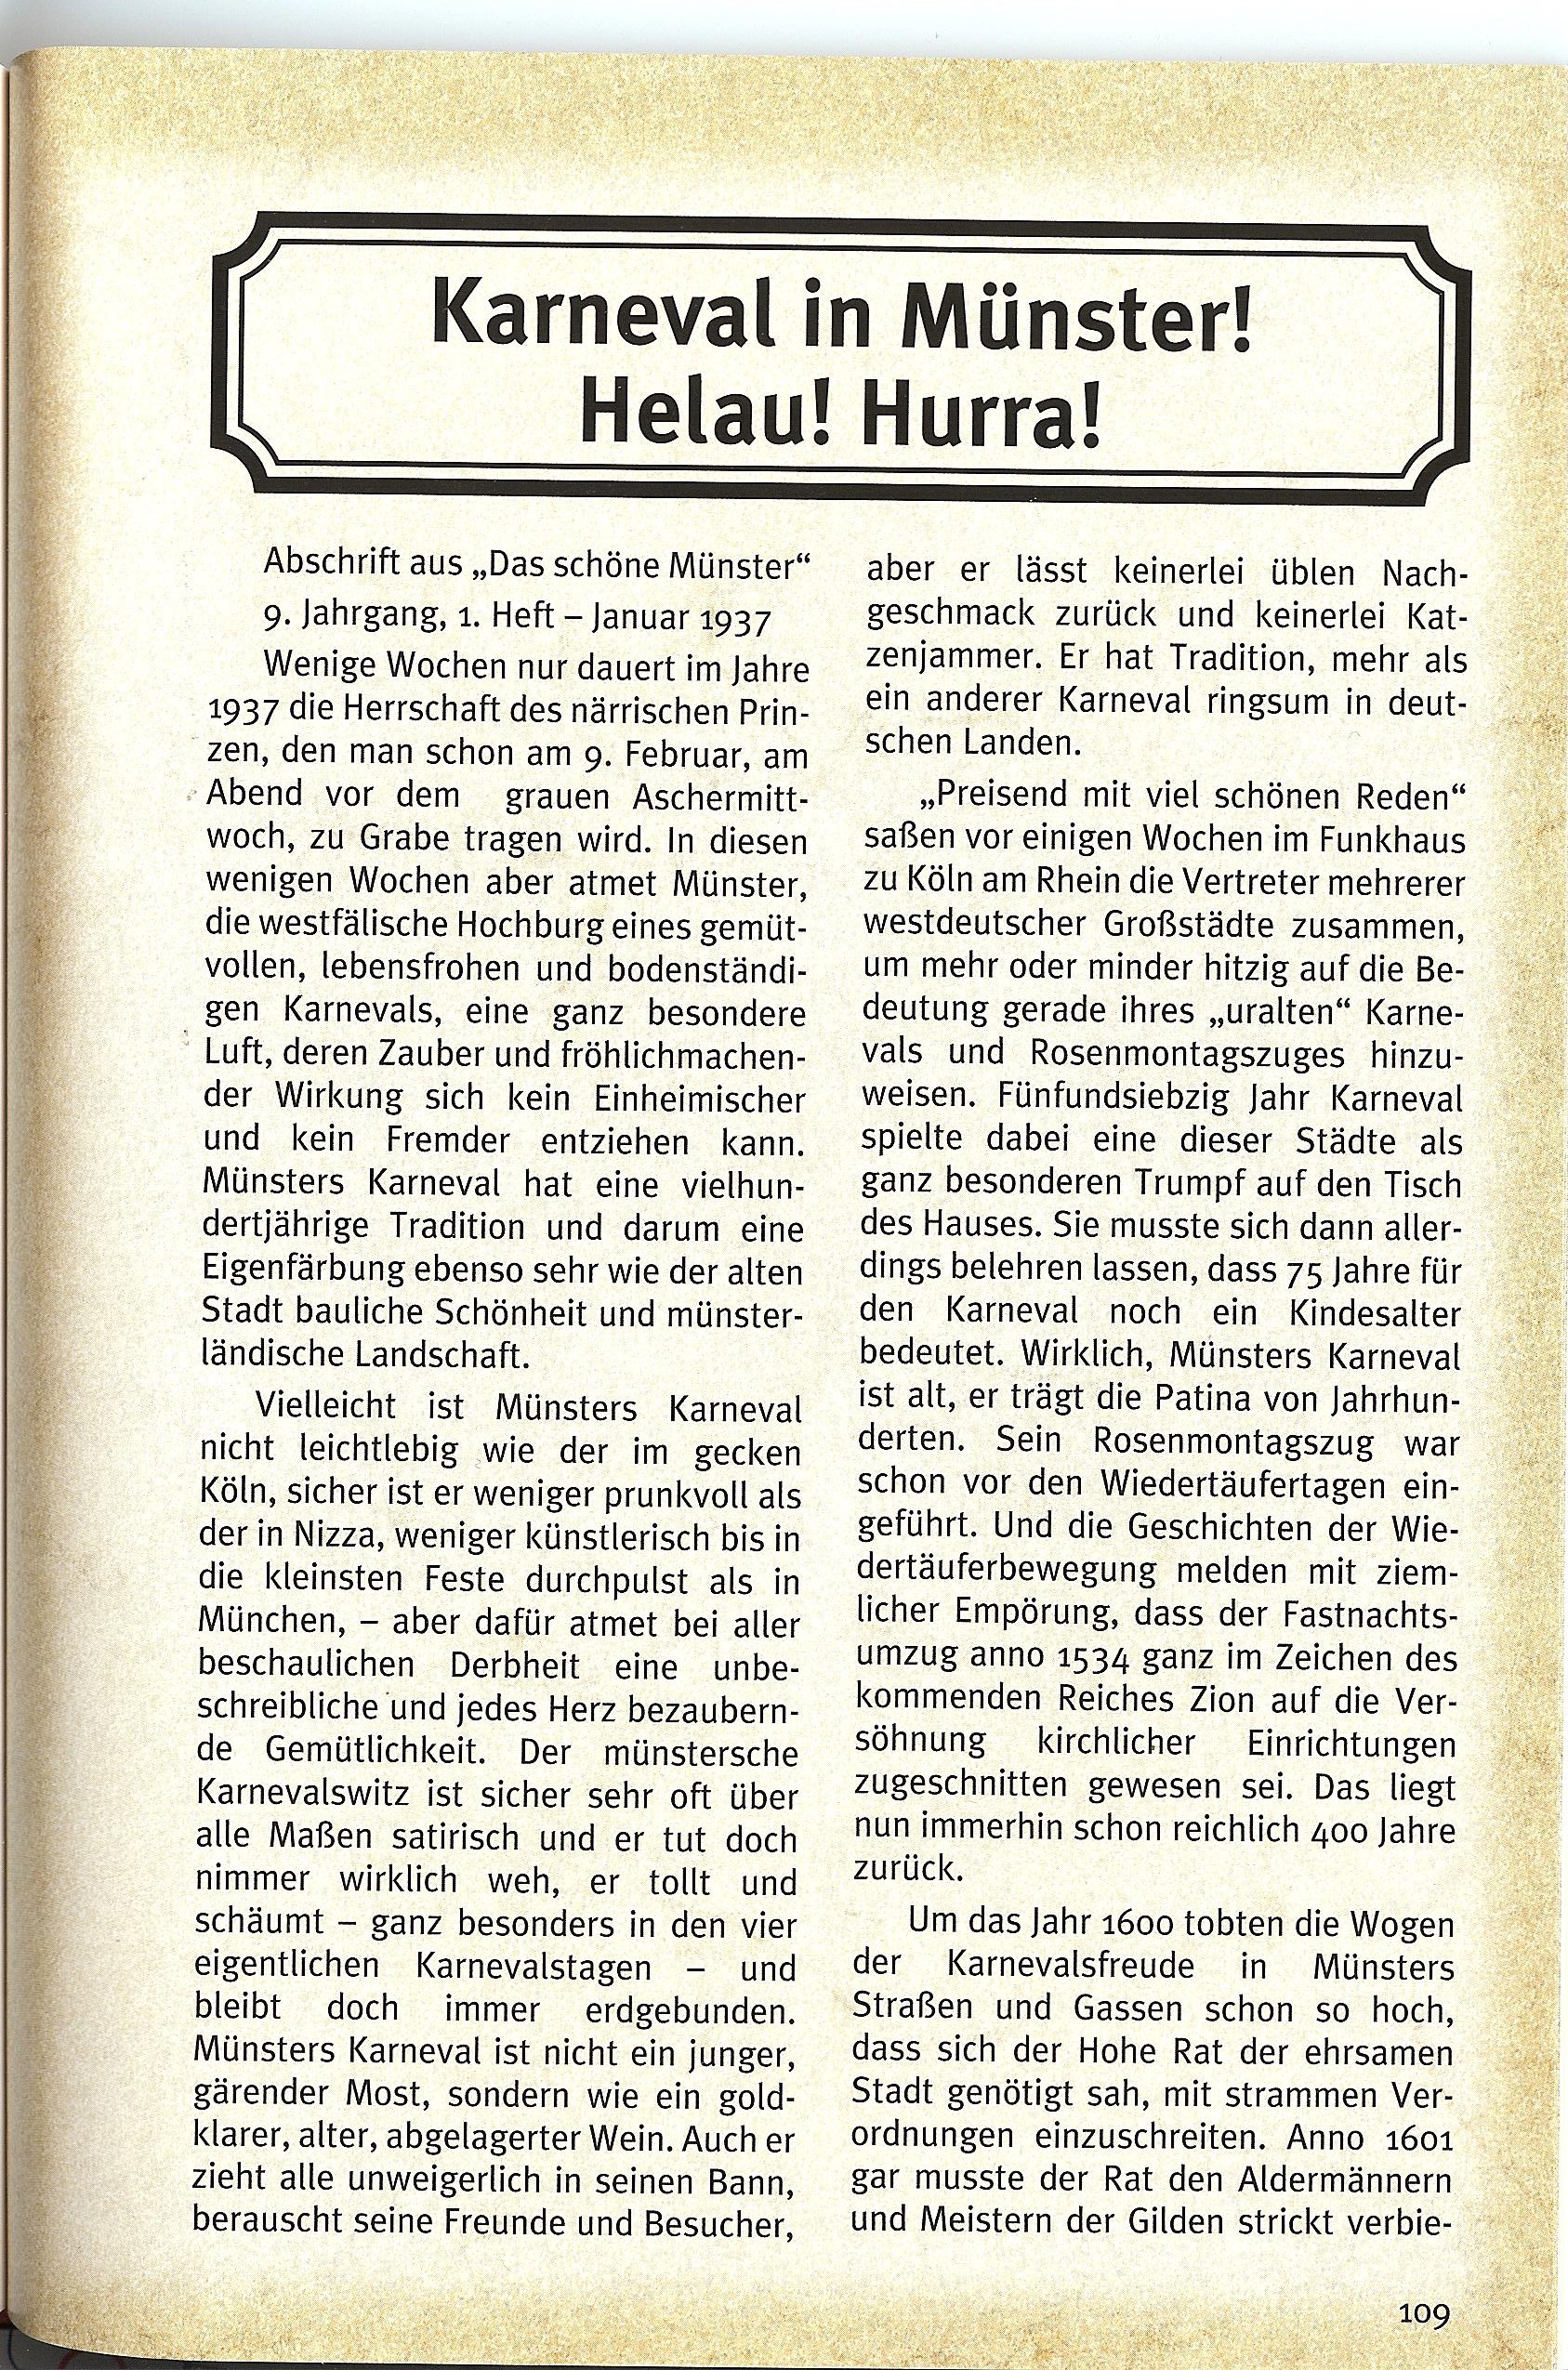 Karneval in Münster!
Helau! Hurra!
Abschrift aus „Das schöne Münster“
9. Jahrgang, 1. Heft – Januar 1937
Wenige Wochen nur dauert im Jahre
1937 die Herrschaft des närrischen Prin-
zen, den man schon am 9. Februar, am
Abend vor dem grauen Aschermitt-
woch, zu Grabe tragen wird. In diesen
wenigen Wochen aber atmet Münster,
die westfälische Hochburg eines gemüt-
vollen, lebensfrohen und bodenständi-
gen Karnevals, eine ganz besondere
Luft, deren Zauber und fröhlichmachen-
der Wirkung sich kein Einheimischer
und kein Fremder entziehen kann.
Münsters Karneval hat eine vielhun-
dertjährige Tradition und darum eine
Eigenfärbung ebenso sehr wie der alten
Stadt bauliche Schönheit und münster-
ländische Landschaft.
Vielleicht ist Münsters Karneval
nicht leichtlebig wie der im gecken
Köln, sicher ist er weniger prunkvoll als
der in Nizza, weniger künstlerisch bis in
die kleinsten Feste durchpulst als in
München, – aber dafür atmet bei aller
beschaulichen Derbheit eine unbe-
schreibliche und jedes Herz bezaubern-
de Gemütlichkeit. Der münstersche
Karnevalswitz ist sicher sehr oft über
alle Maßen satirisch und er tut doch
nimmer wirklich weh, er tollt und
schäumt – ganz besonders in den vier
eigentlichen Karnevalstagen – und
bleibt doch immer erdgebunden.
Münsters Karneval ist nicht ein junger,
gärender Most, sondern wie ein gold-
klarer, alter, abgelagerter Wein. Auch er
zieht alle unweigerlich in seinen Bann,
berauscht seine Freunde und Besucher,
aber er lässt keinerlei üblen Nach-
geschmack zurück und keinerlei Kat-
zenjammer. Er hat Tradition, mehr als
ein anderer Karneval ringsum in deut-
schen Landen.
„Preisend mit viel schönen Reden“
saßen vor einigen Wochen im Funkhaus
zu Köln am Rhein die Vertreter mehrerer
westdeutscher Großstädte zusammen,
um mehr oder minder hitzig auf die Be-
deutung gerade ihres „uralten“ Karne-
vals und Rosenmontagszuges hinzu-
weisen. Fünfundsiebzig Jahr Karneval
spielte dabei eine dieser Städte als
ganz besonderen Trumpf auf den Tisch
des Hauses. Sie musste sich dann aller-
dings belehren lassen, dass 75 Jahre für
den Karneval noch ein Kindesalter
bedeutet. Wirklich, Münsters Karneval
ist alt, er trägt die Patina von Jahrhun-
derten. Sein Rosenmontagszug war
schon vor den Wiedertäufertagen ein-
geführt. Und die Geschichten der Wie-
dertäuferbewegung melden mit ziem-
licher Empörung, dass der Fastnachts-
umzug anno 1534 ganz im Zeichen des
kommenden Reiches Zion auf die Ver-
söhnung kirchlicher Einrichtungen
zugeschnitten gewesen sei. Das liegt
nun immerhin schon reichlich 400 Jahre
zurück.
Um das Jahr 1600 tobten die Wogen
der Karnevalsfreude in Münsters
Straßen und Gassen schon so hoch,
dass sich der Hohe Rat der ehrsamen
Stadt genötigt sah, mit strammen Ver-
ordnungen einzuschreiten. Anno 1601
gar musste der Rat den Aldermännern
und Meistern der Gilden strickt verbie-
109